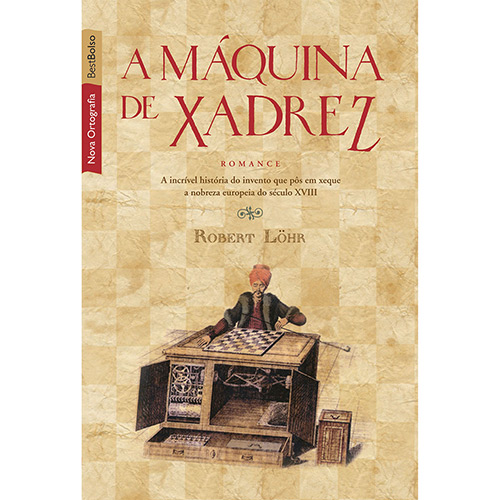 A MÁQUINA
DE XADREZ
ROMANCE
A incrível história do invento que pôs em xeque
a nobreza europeia do século XVIII
ROBERT LÖHR
Nova Ortografia
BestBolso